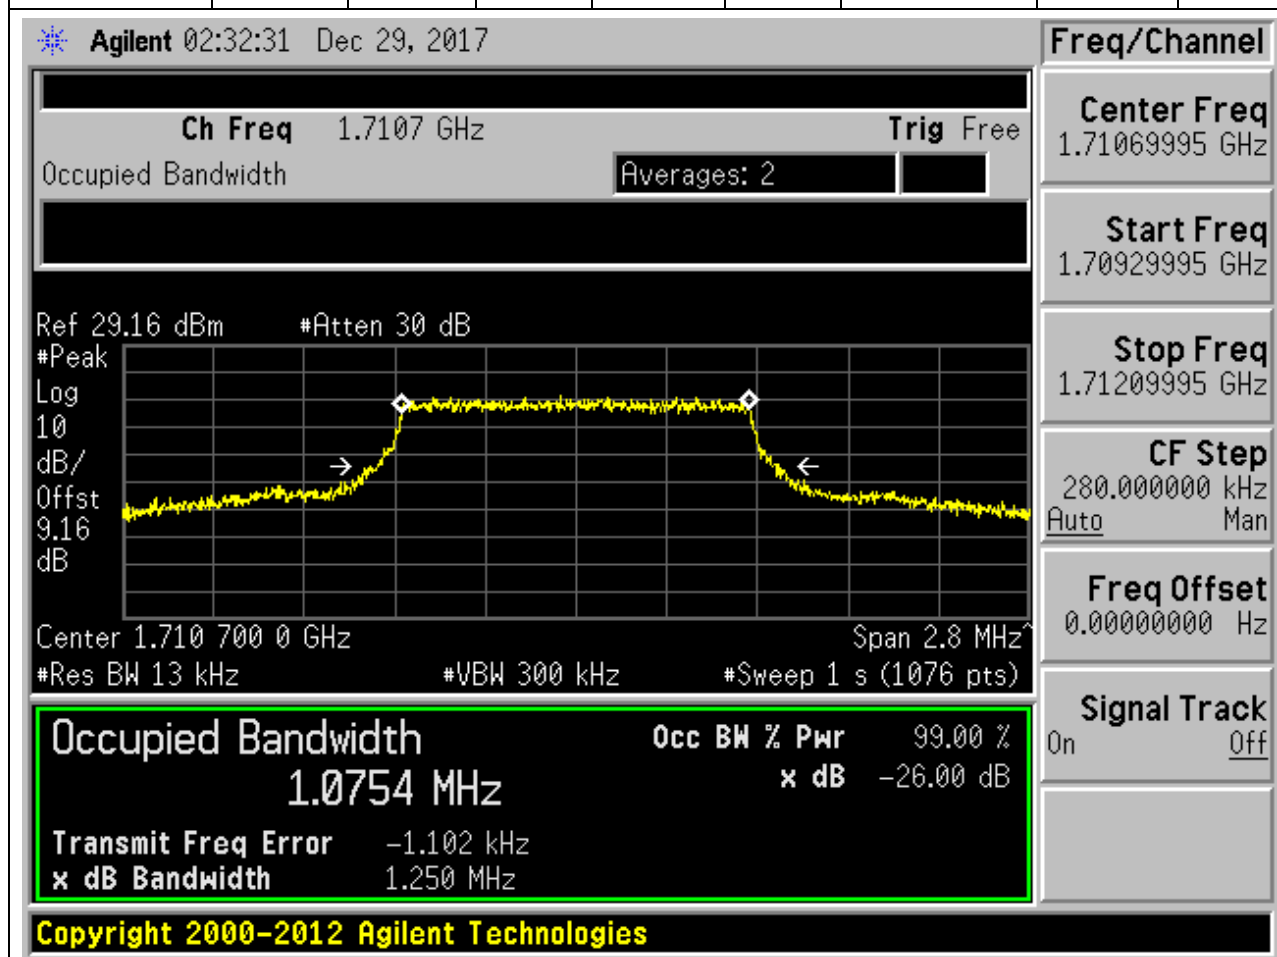 Agilent 02:32:31 Dec 29, 2017
Freq/Channel
Ch Freq 1.7107 GHz Trig Free
Occupied Bandwidth Averages: 2
Center Freq
1.71069995 GHz
Start Freq
1.70929995 GHz
Stop Freq
1.71209995 GHz
CF Step
280.000000 kHz
Auto Man
Freq Offset
0.00000000 Hz
Signal Track
On Off
Ref 29.16 dBm #Atten 30 dB
#Peak
Log
10
dB/
Offst
9.16
dB
Center 1.710 700 0 GHz Span 2.8 MHz^
#Res BW 13 kHz #VBW 300 kHz #Sweep 1 s (1076 pts)
Occupied Bandwidth Occ BW % Pwr 99.00 %
1.0754 MHz x dB -26.00 dB
Transmit Freq Error -1.102 kHz
x dB Bandwidth 1.250 MHz
Copyright 2000-2012 Agilent Technologies